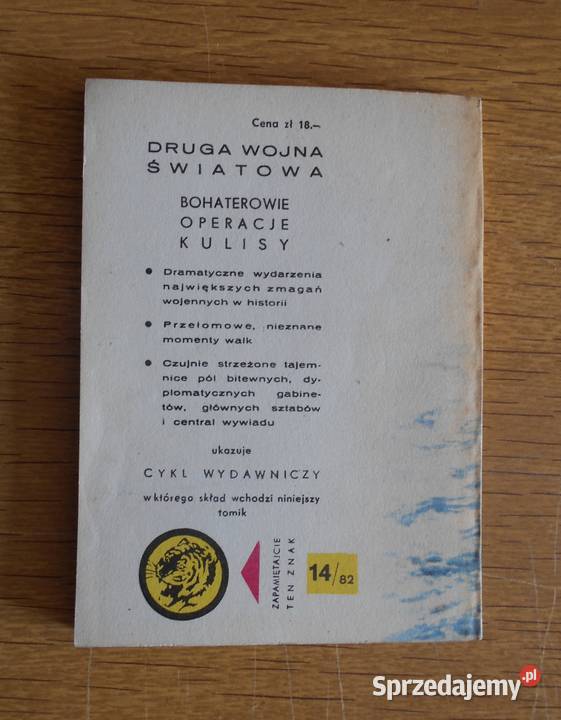 Cena zł 18.—
DRUGA WOJNA
ŚWIATOWA
BOHATEROWIE
OPERACJE
KULISY
● Dramatyczne wydarzenia
największych zmagań
wojennych w historii
● Przełomowe, nieznane
momenty walk
● Czujnie strzeżone tajem-
nice pól bitewnych, dy-
plomatycznych gabine-
tów, głównych sztabów
i central wywiadu
ukazuje
CYKL WYDAWNICZY
w którego skład wchodzi niniejszy
tomik
ZAPAMIĘTAJCIE
TEN ZNAK
14/82
Sprzedajemy.pl